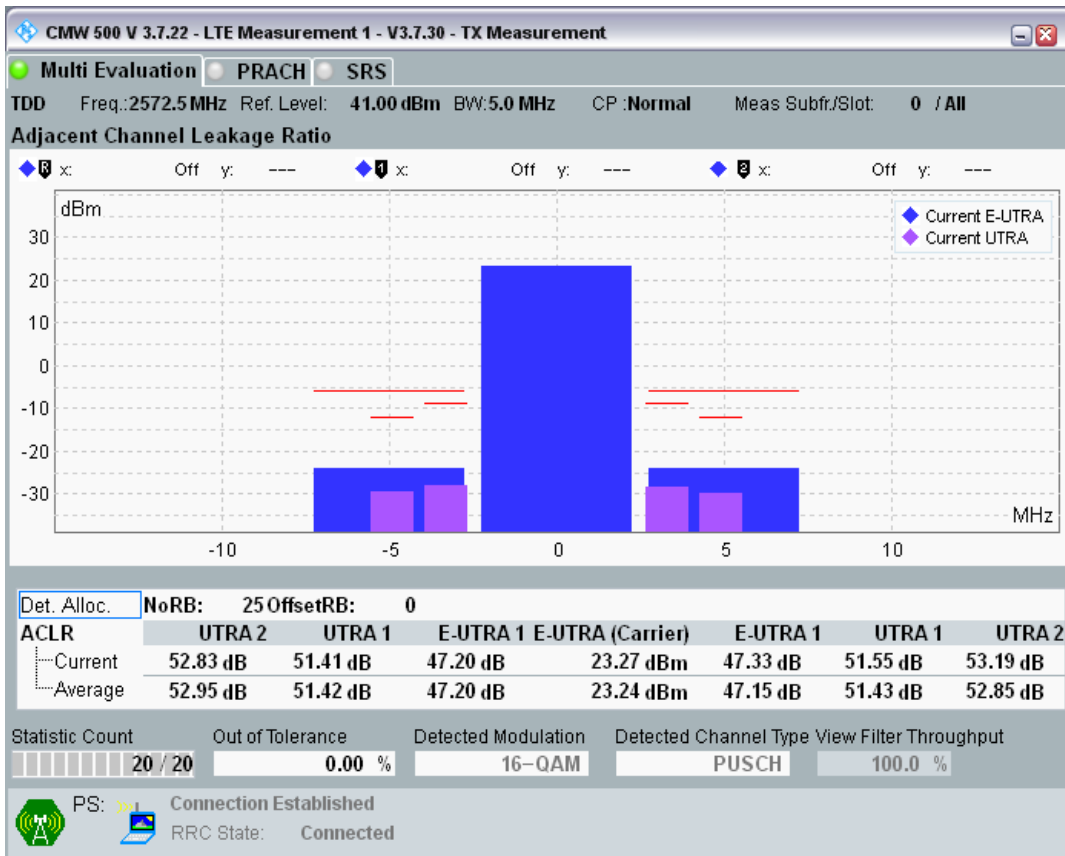 CMW 500 V 3.7.22 - LTE Measurement 1 - V3.7.30 - TX Measurement
Multi Evaluation PRACH SRS
TDD Freq.:2572.5 MHz Ref. Level: 41.00 dBm BW:5.0 MHz CP :Normal Meas Subfr./Slot: 0 / All
Adjacent Channel Leakage Ratio
R x: Off y: --- 1 x: Off y: --- 2 x: Off y: ---
dBm
Current E-UTRA
Current UTRA
30
20
10
0
-10
-20
-30
MHz
-10 -5 0 5 10
Det. Alloc. NoRB: 25 OffsetRB: 0
ACLR UTRA 2 UTRA 1 E-UTRA 1 E-UTRA (Carrier) E-UTRA 1 UTRA 1 UTRA 2
Current 52.83 dB 51.41 dB 47.20 dB 23.27 dBm 47.33 dB 51.55 dB 53.19 dB
Average 52.95 dB 51.42 dB 47.20 dB 23.24 dBm 47.15 dB 51.43 dB 52.85 dB
Statistic Count Out of Tolerance Detected Modulation Detected Channel Type View Filter Throughput
20 / 20 0.00 % 16-QAM PUSCH 100.0 %
PS: Connection Established
RRC State: Connected